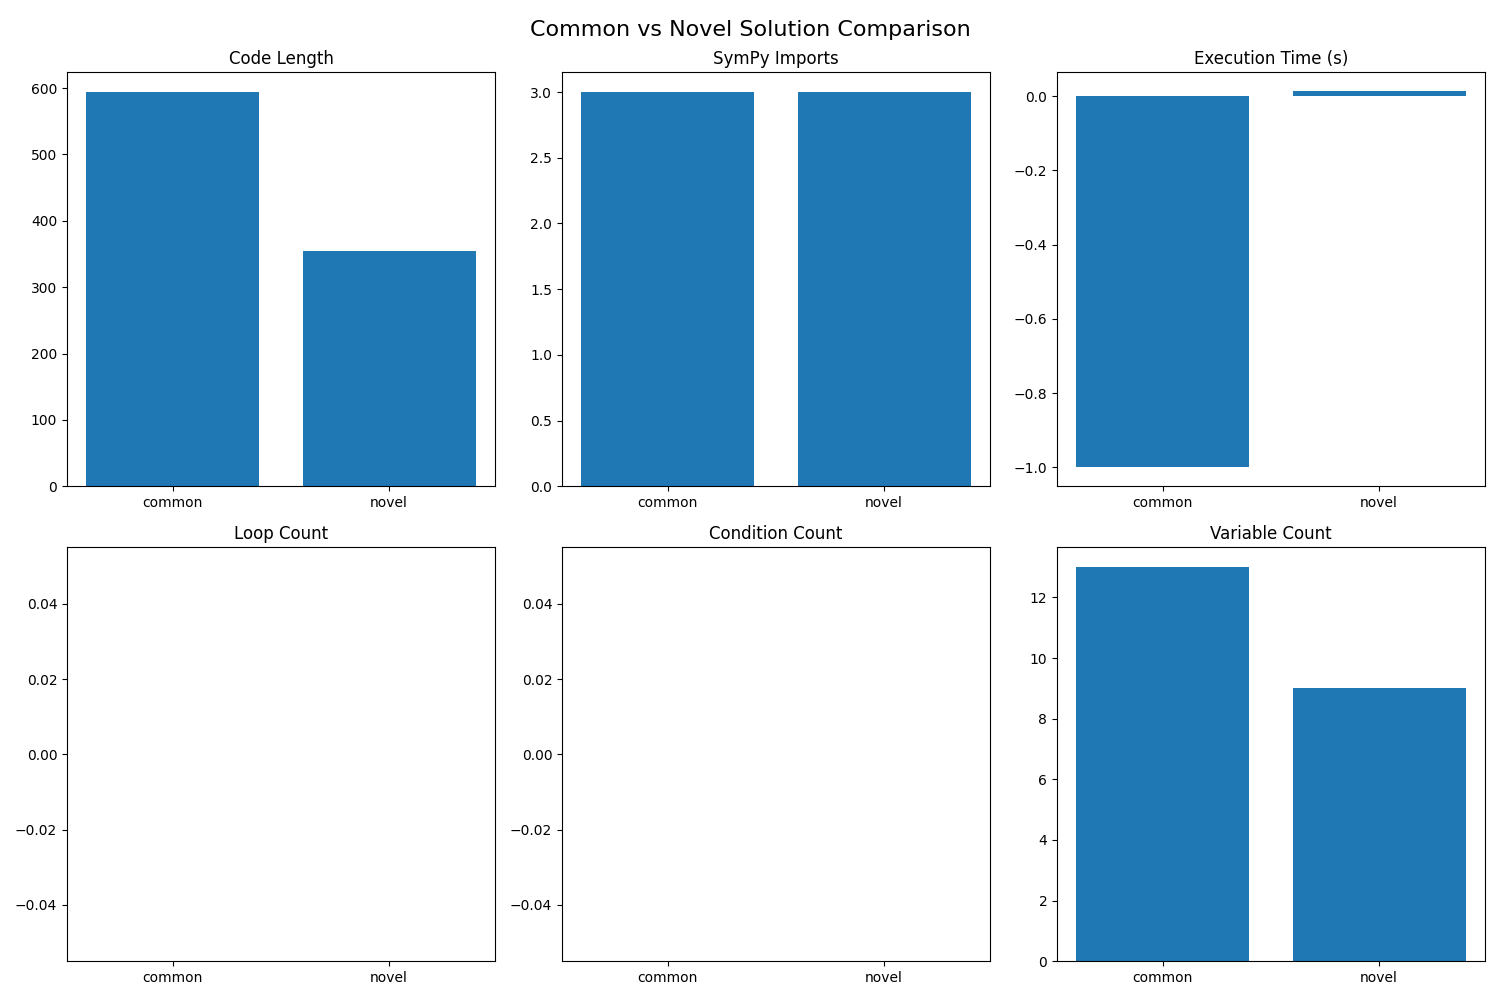 Common vs Novel Solution Comparison
Code Length
600
500
400
300
200
100
0
common novel
SymPy Imports
3.0
2.5
2.0
1.5
1.0
0.5
0.0
common novel
Execution Time (s)
0.0
−0.2
−0.4
−0.6
−0.8
−1.0
common novel
Loop Count
0.04
0.02
0.00
−0.02
−0.04
common novel
Condition Count
0.04
0.02
0.00
−0.02
−0.04
common novel
Variable Count
12
10
8
6
4
2
0
common novel